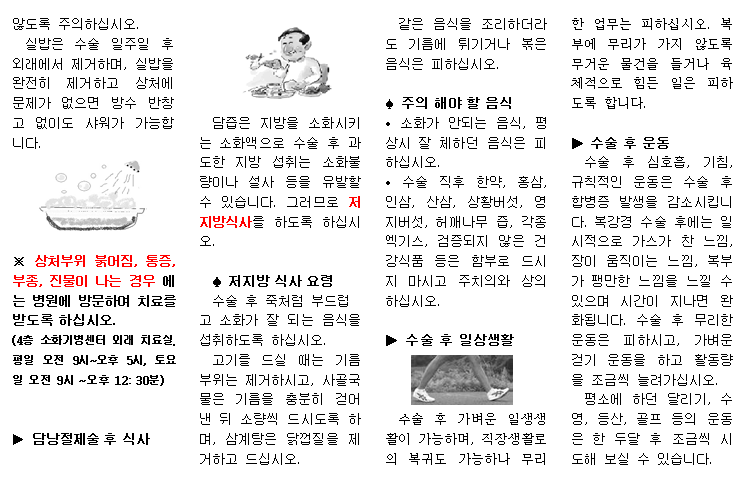 않도록 주의하십시오.
실밥은 수술 일주일 후
외래에서 제거하며, 실밥을
완전히 제거하고 상처에
문제가 없으면 방수 반창
고 없이도 샤워가 가능합
니다.
※ 상처부위 붉어짐, 통증,
부종, 진물이 나는 경우 에
는 병원에 방문하여 치료를
받도록 하십시오.
(4층 소화기병센터 외래 치료실,
평일 오전 9시~오후 5시, 토요
일 오전 9시 ~오후 12:30분)
▶ 담낭절제술 후 식사
담즙은 지방을 소화시키
는 소화액으로 수술 후 과
도한 지방 섭취는 소화불
량이나 설사 등을 유발할
수 있습니다. 그러므로 저
지방식사를 하도록 하십시
오.
♠ 저지방 식사 요령
수술 후 죽처럼 부드럽
고 소화가 잘 되는 음식을
섭취하도록 하십시오.
고기를 드실 때는 기름
부위는 제거하시고, 사골국
물은 기름을 충분히 걷어
낸 뒤 소량씩 드시도록 하
며, 삼계탕은 닭껍질을 제
거하고 드십시오.
같은 음식을 조리하더라
도 기름에 튀기거나 볶은
음식은 피하십시오.
♠ 주의 해야 할 음식
• 소화가 안되는 음식, 평
상시 잘 체하던 음식은 피
하십시오.
• 수술 직후 한약, 홍삼,
인삼, 산삼, 상황버섯, 영
지버섯, 허깨나무 즙, 각종
엑기스, 검증되지 않은 건
강식품 등은 함부로 드시
지 마시고 주치의와 상의
하십시오.
▶ 수술 후 일상생활
수술 후 가벼운 일생생
활이 가능하며, 직장생활로
의 복귀도 가능하나 무리
한 업무는 피하십시오. 복
부에 무리가 가지 않도록
무거운 물건을 들거나 육
체적으로 힘든 일은 피하
도록 합니다.
▶ 수술 후 운동
수술 후 심호흡, 기침,
규칙적인 운동은 수술 후
합병증 발생을 감소시킵니
다. 복강경 수술 후에는 일
시적으로 가스가 찬 느낌,
장이 움직이는 느낌, 복부
가 팽만한 느낌을 느낄 수
있으며 시간이 지나면 완
화됩니다. 수술 후 무리한
운동은 피하시고, 가벼운
걷기 운동을 하고 활동량
을 조금씩 늘려가십시오.
평소에 하던 달리기, 수
영, 등산, 골프 등의 운동
은 한 두달 후 조금씩 시
도해 보실 수 있습니다.